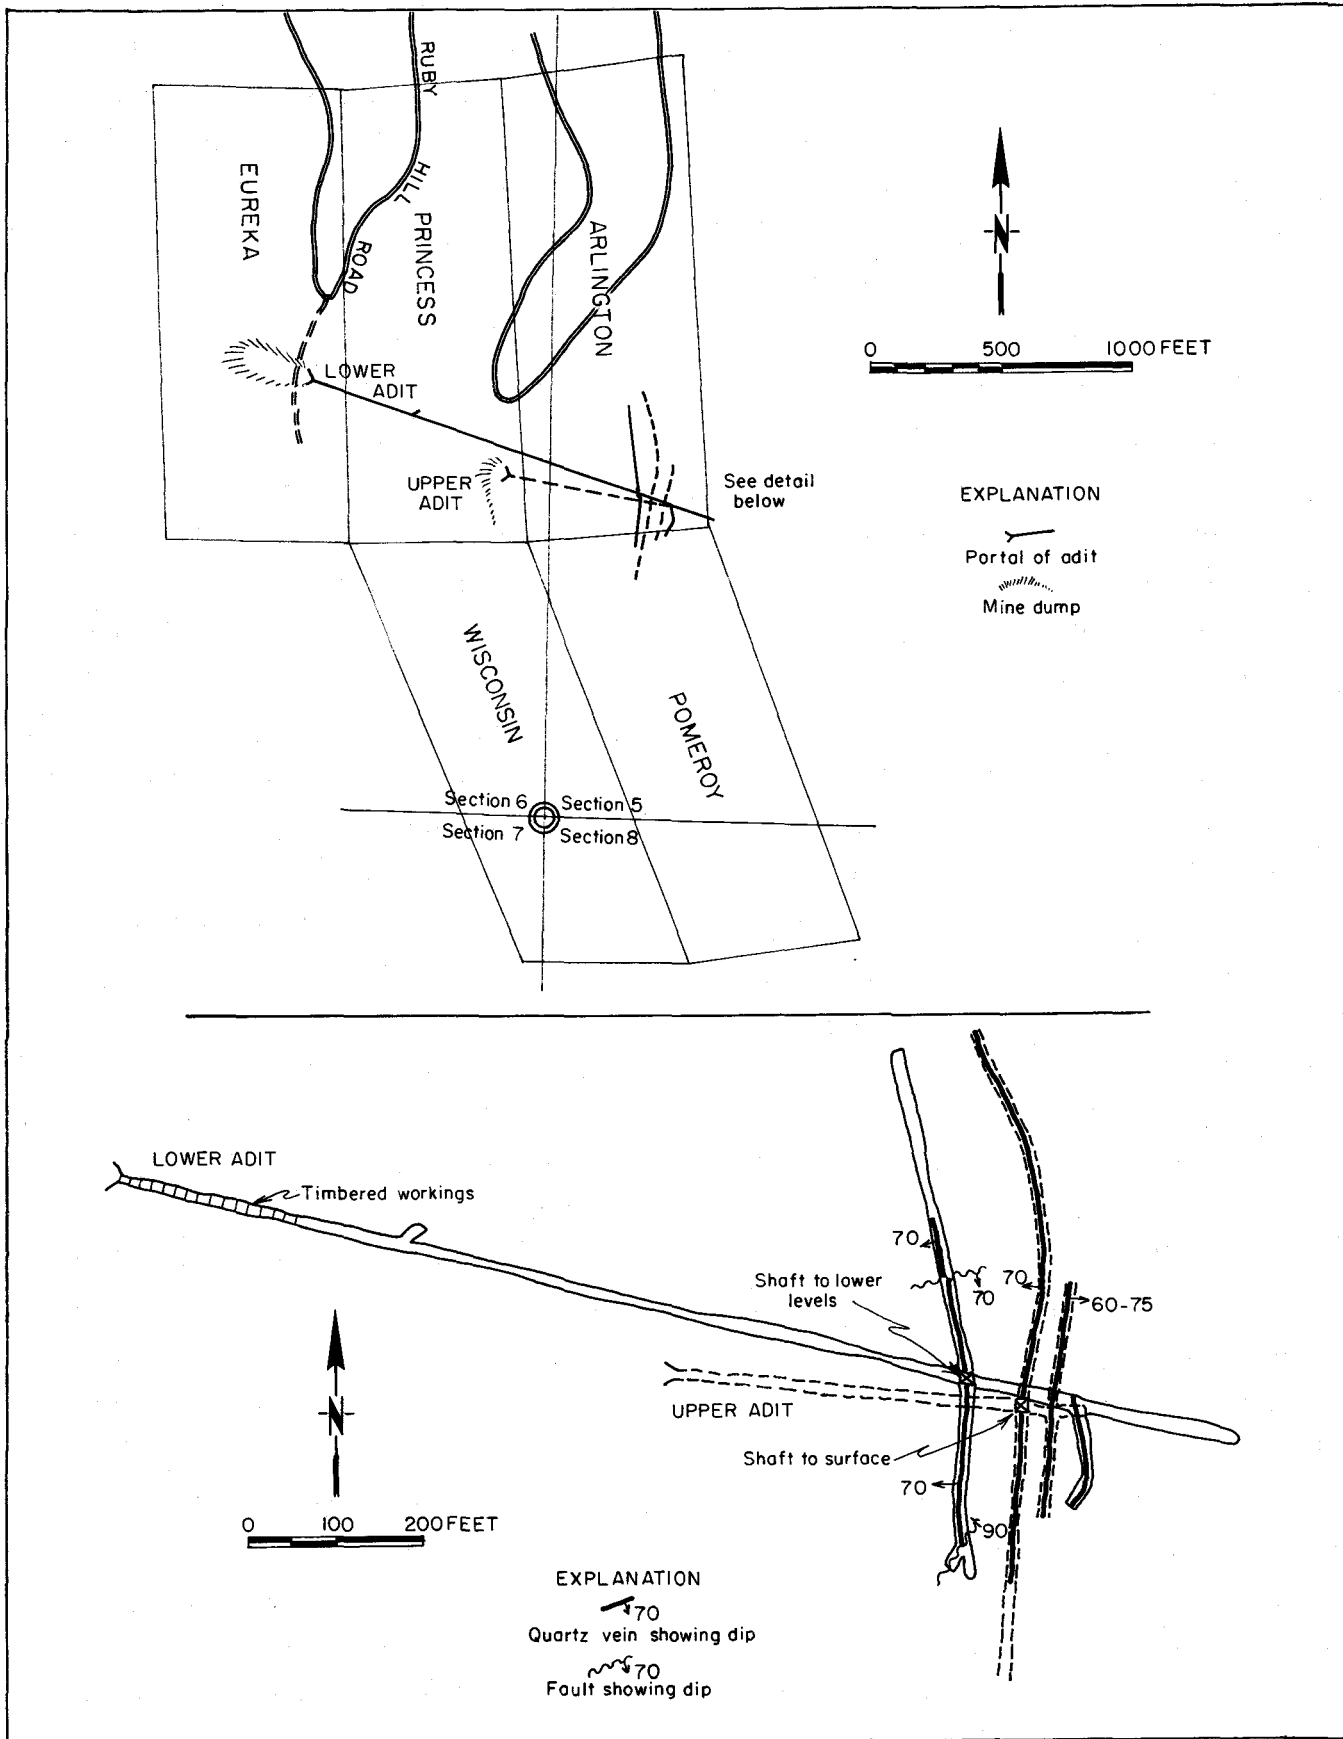 RUBY
HILL
ROAD
EUREKA
PRINCESS
ARLINGTON
N
0 500 1000 FEET
LOWER
ADIT
UPPER
ADIT
See detail
below
EXPLANATION
Portal of adit
Mine dump
WISCONSIN
POMEROY
Section 6 Section 5
Section 7 Section 8
LOWER ADIT
Timbered workings
70
Shaft to lower
levels
70
70
60-75
N
UPPER ADIT
Shaft to surface
70
90
0 100 200 FEET
EXPLANATION
70
Quartz vein showing dip
70
Fault showing dip